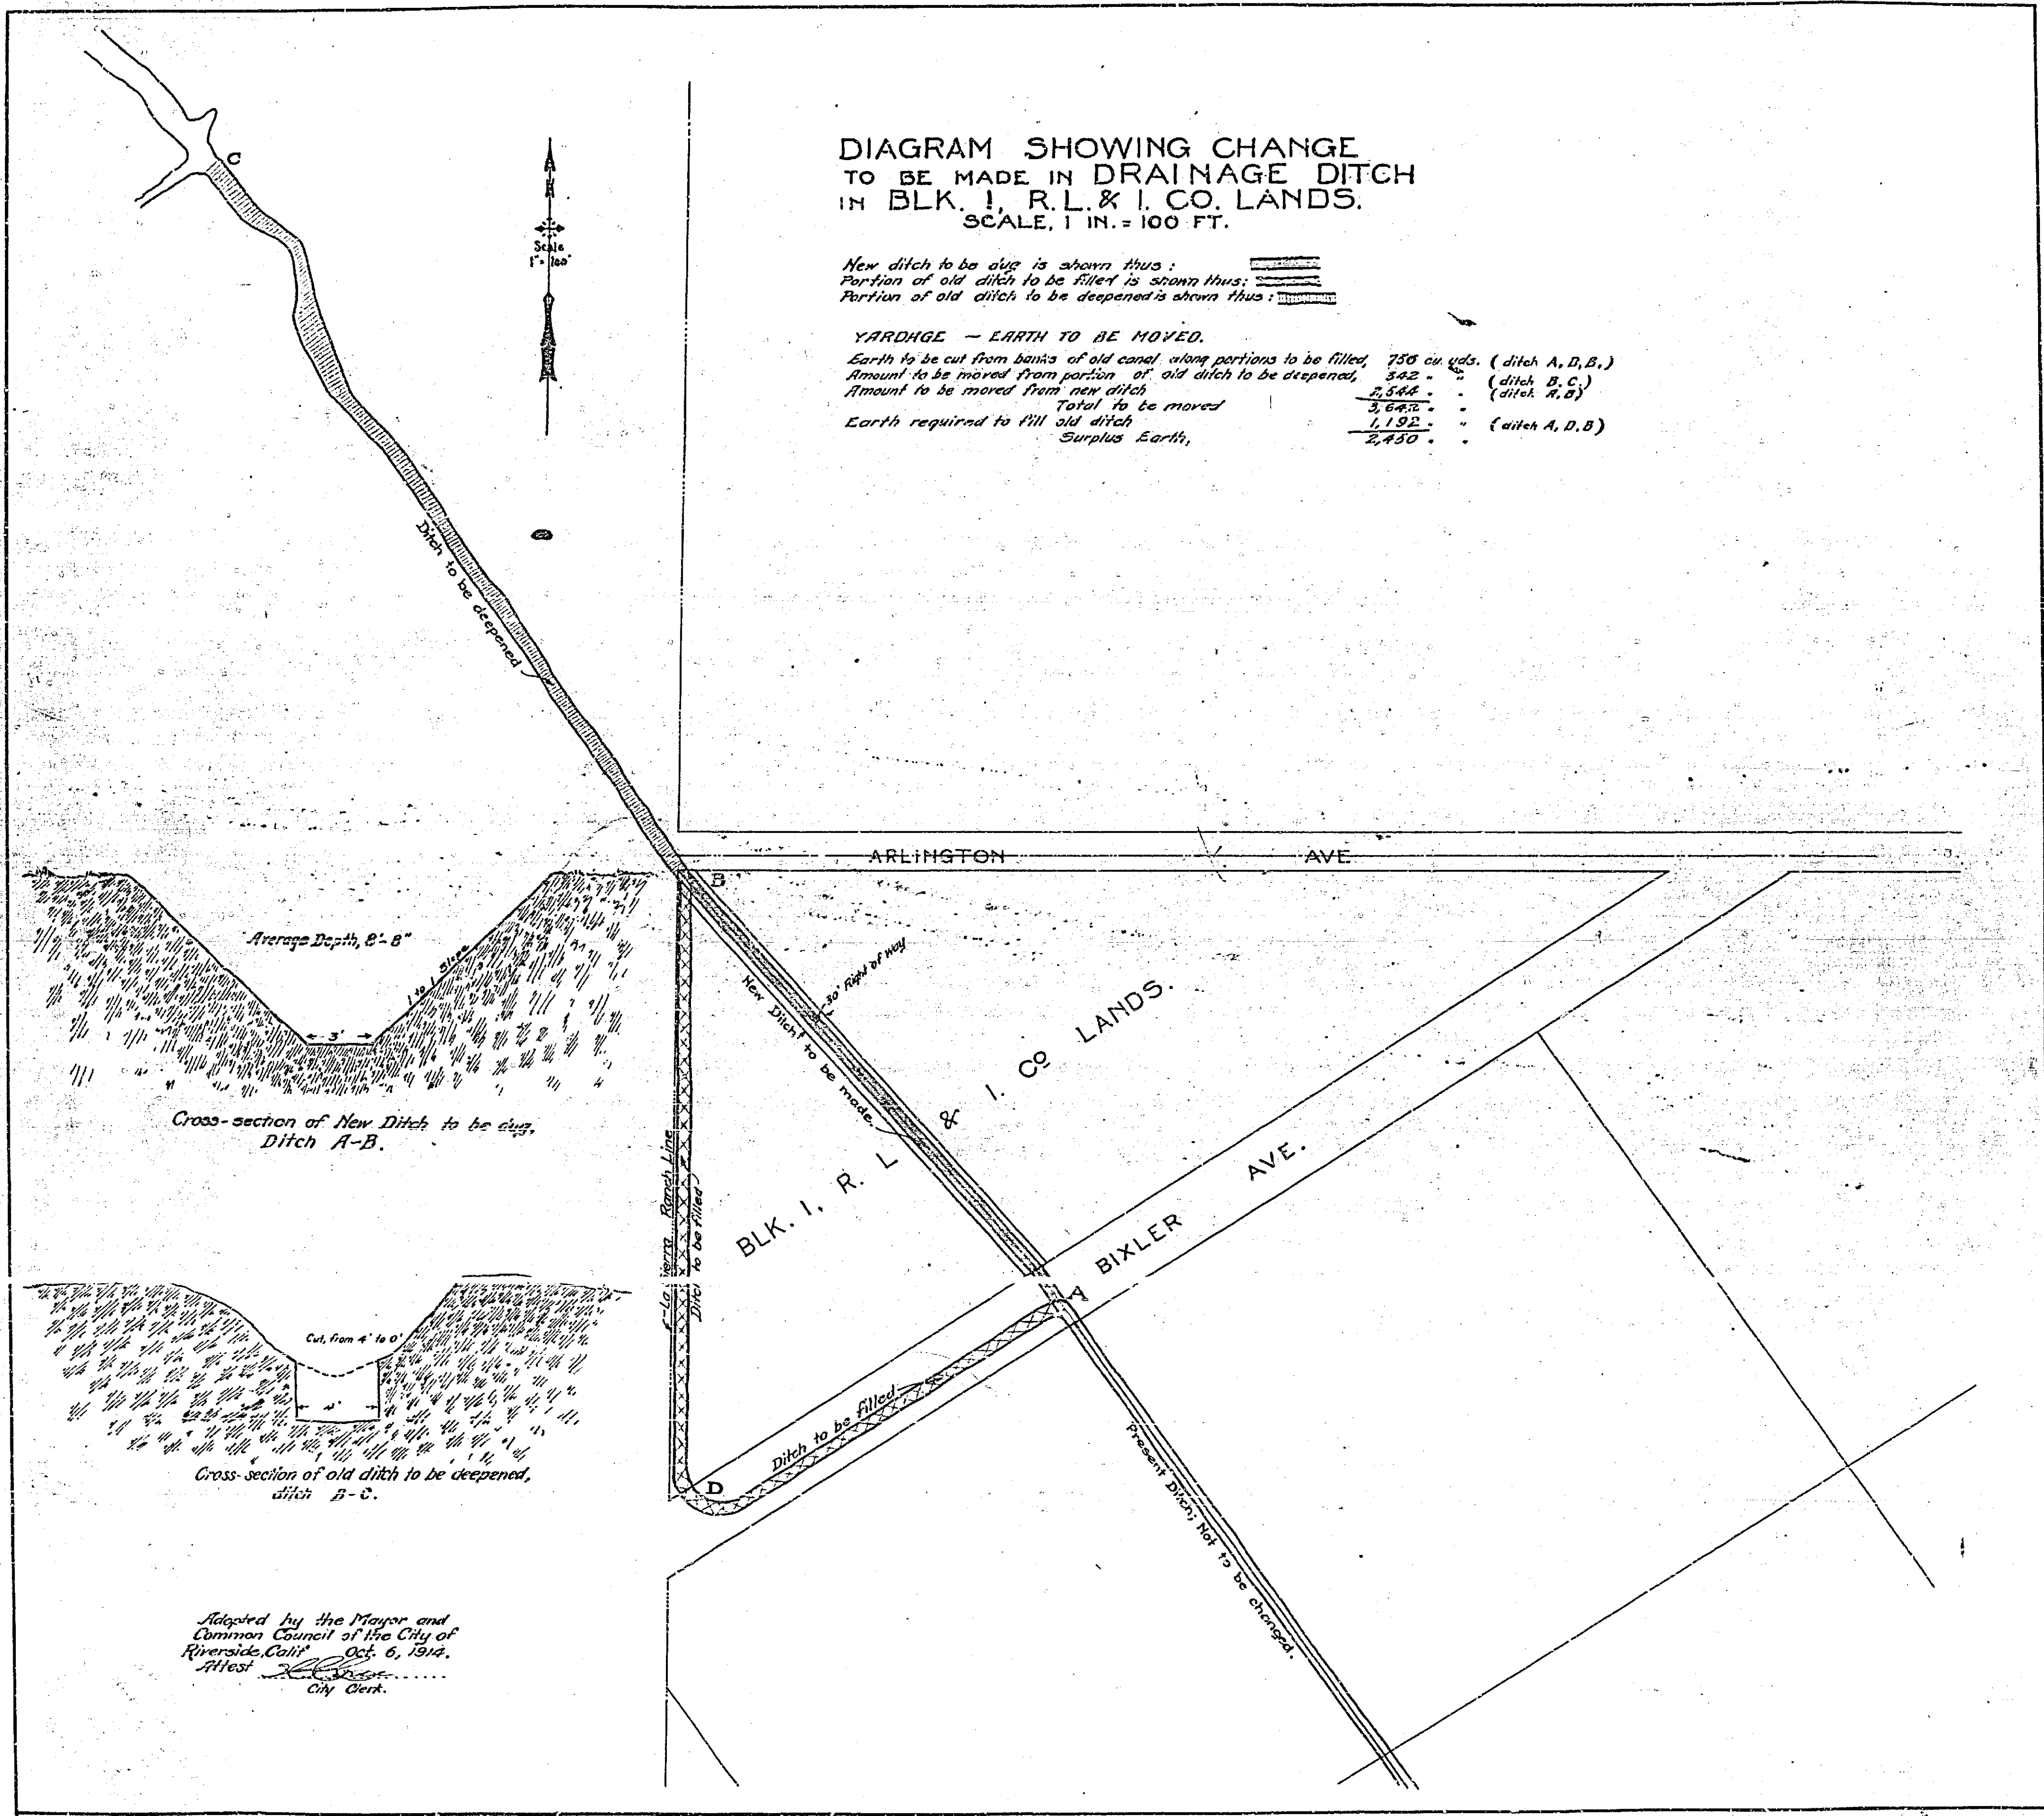 DIAGRAM SHOWING CHANGE
TO BE MADE IN DRAINAGE DITCH
IN BLK. 1, R.L. & I. CO. LANDS.
SCALE, 1 IN. = 100 FT.
N
Scale
1" = 100'
New ditch to be dug is shown thus:
Portion of old ditch to be filled is shown thus:
Portion of old ditch to be deepened is shown thus:
YARDAGE — EARTH TO BE MOVED.
Earth to be cut from banks of old canal along portions to be filled, 756 cu. yds. (ditch A, D, B.)
Amount to be moved from portion of old ditch to be deepened, 342 " " (ditch B. C.)
Amount to be moved from new ditch 2,544 " " (ditch A. B)
Total to be moved 3,642 " "
Earth required to fill old ditch 1,192 " " (ditch A, D, B)
Surplus Earth, 2,450 " "
C
Ditch to be deepened
ARLINGTON AVE
B
Average Depth, 8'-8"
1 to 1 Slope
3'
Cross-section of New Ditch to be dug,
Ditch A-B.
30' Right of Way
New Ditch to be made.
BLK. 1, R. L. & I. Co LANDS.
BIXLER AVE.
Ranch Line
Ditch to be filled
A
Cut, from 4' to 0'
4'
Cross-section of old ditch to be deepened,
ditch B-C.
Ditch to be filled
D
Present Ditch; Not to be changed.
Adopted by the Mayor and
Common Council of the City of
Riverside, Calif Oct. 6, 1914.
Attest
City Clerk.